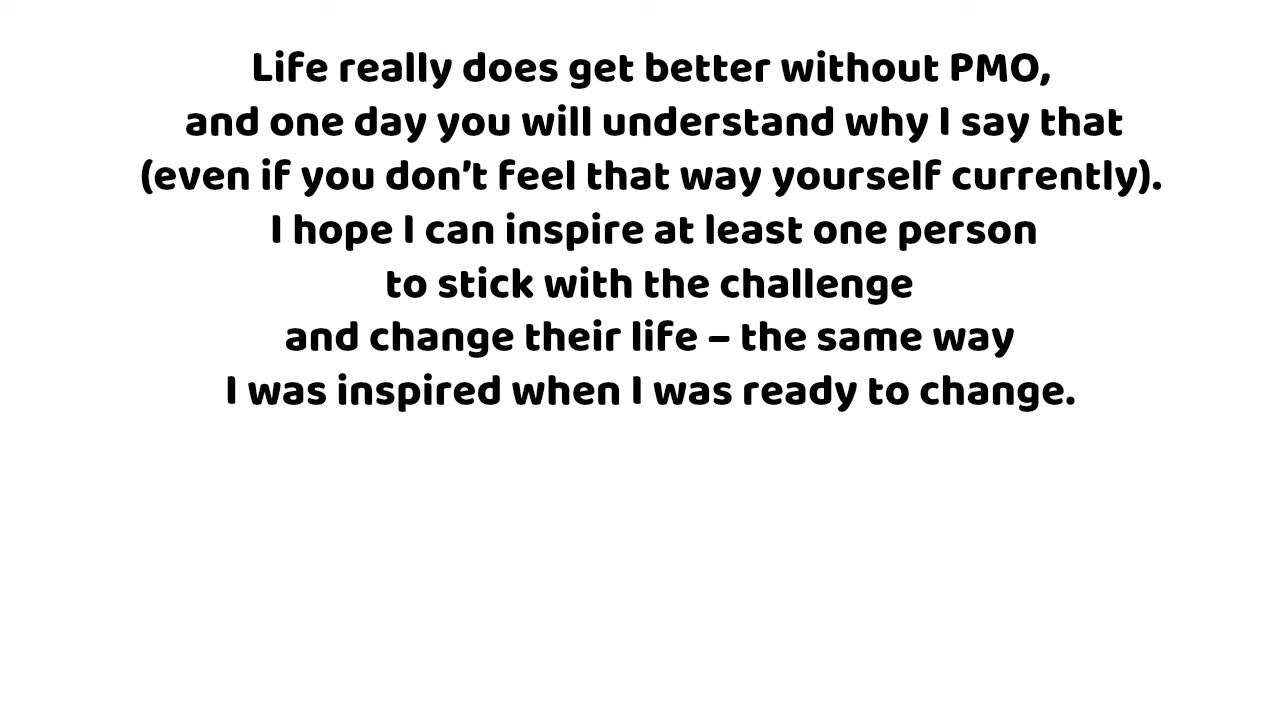 Life really does get better without PMO,
and one day you will understand why I say that
(even if you don’t feel that way yourself currently).
I hope I can inspire at least one person
to stick with the challenge
and change their life – the same way
I was inspired when I was ready to change.